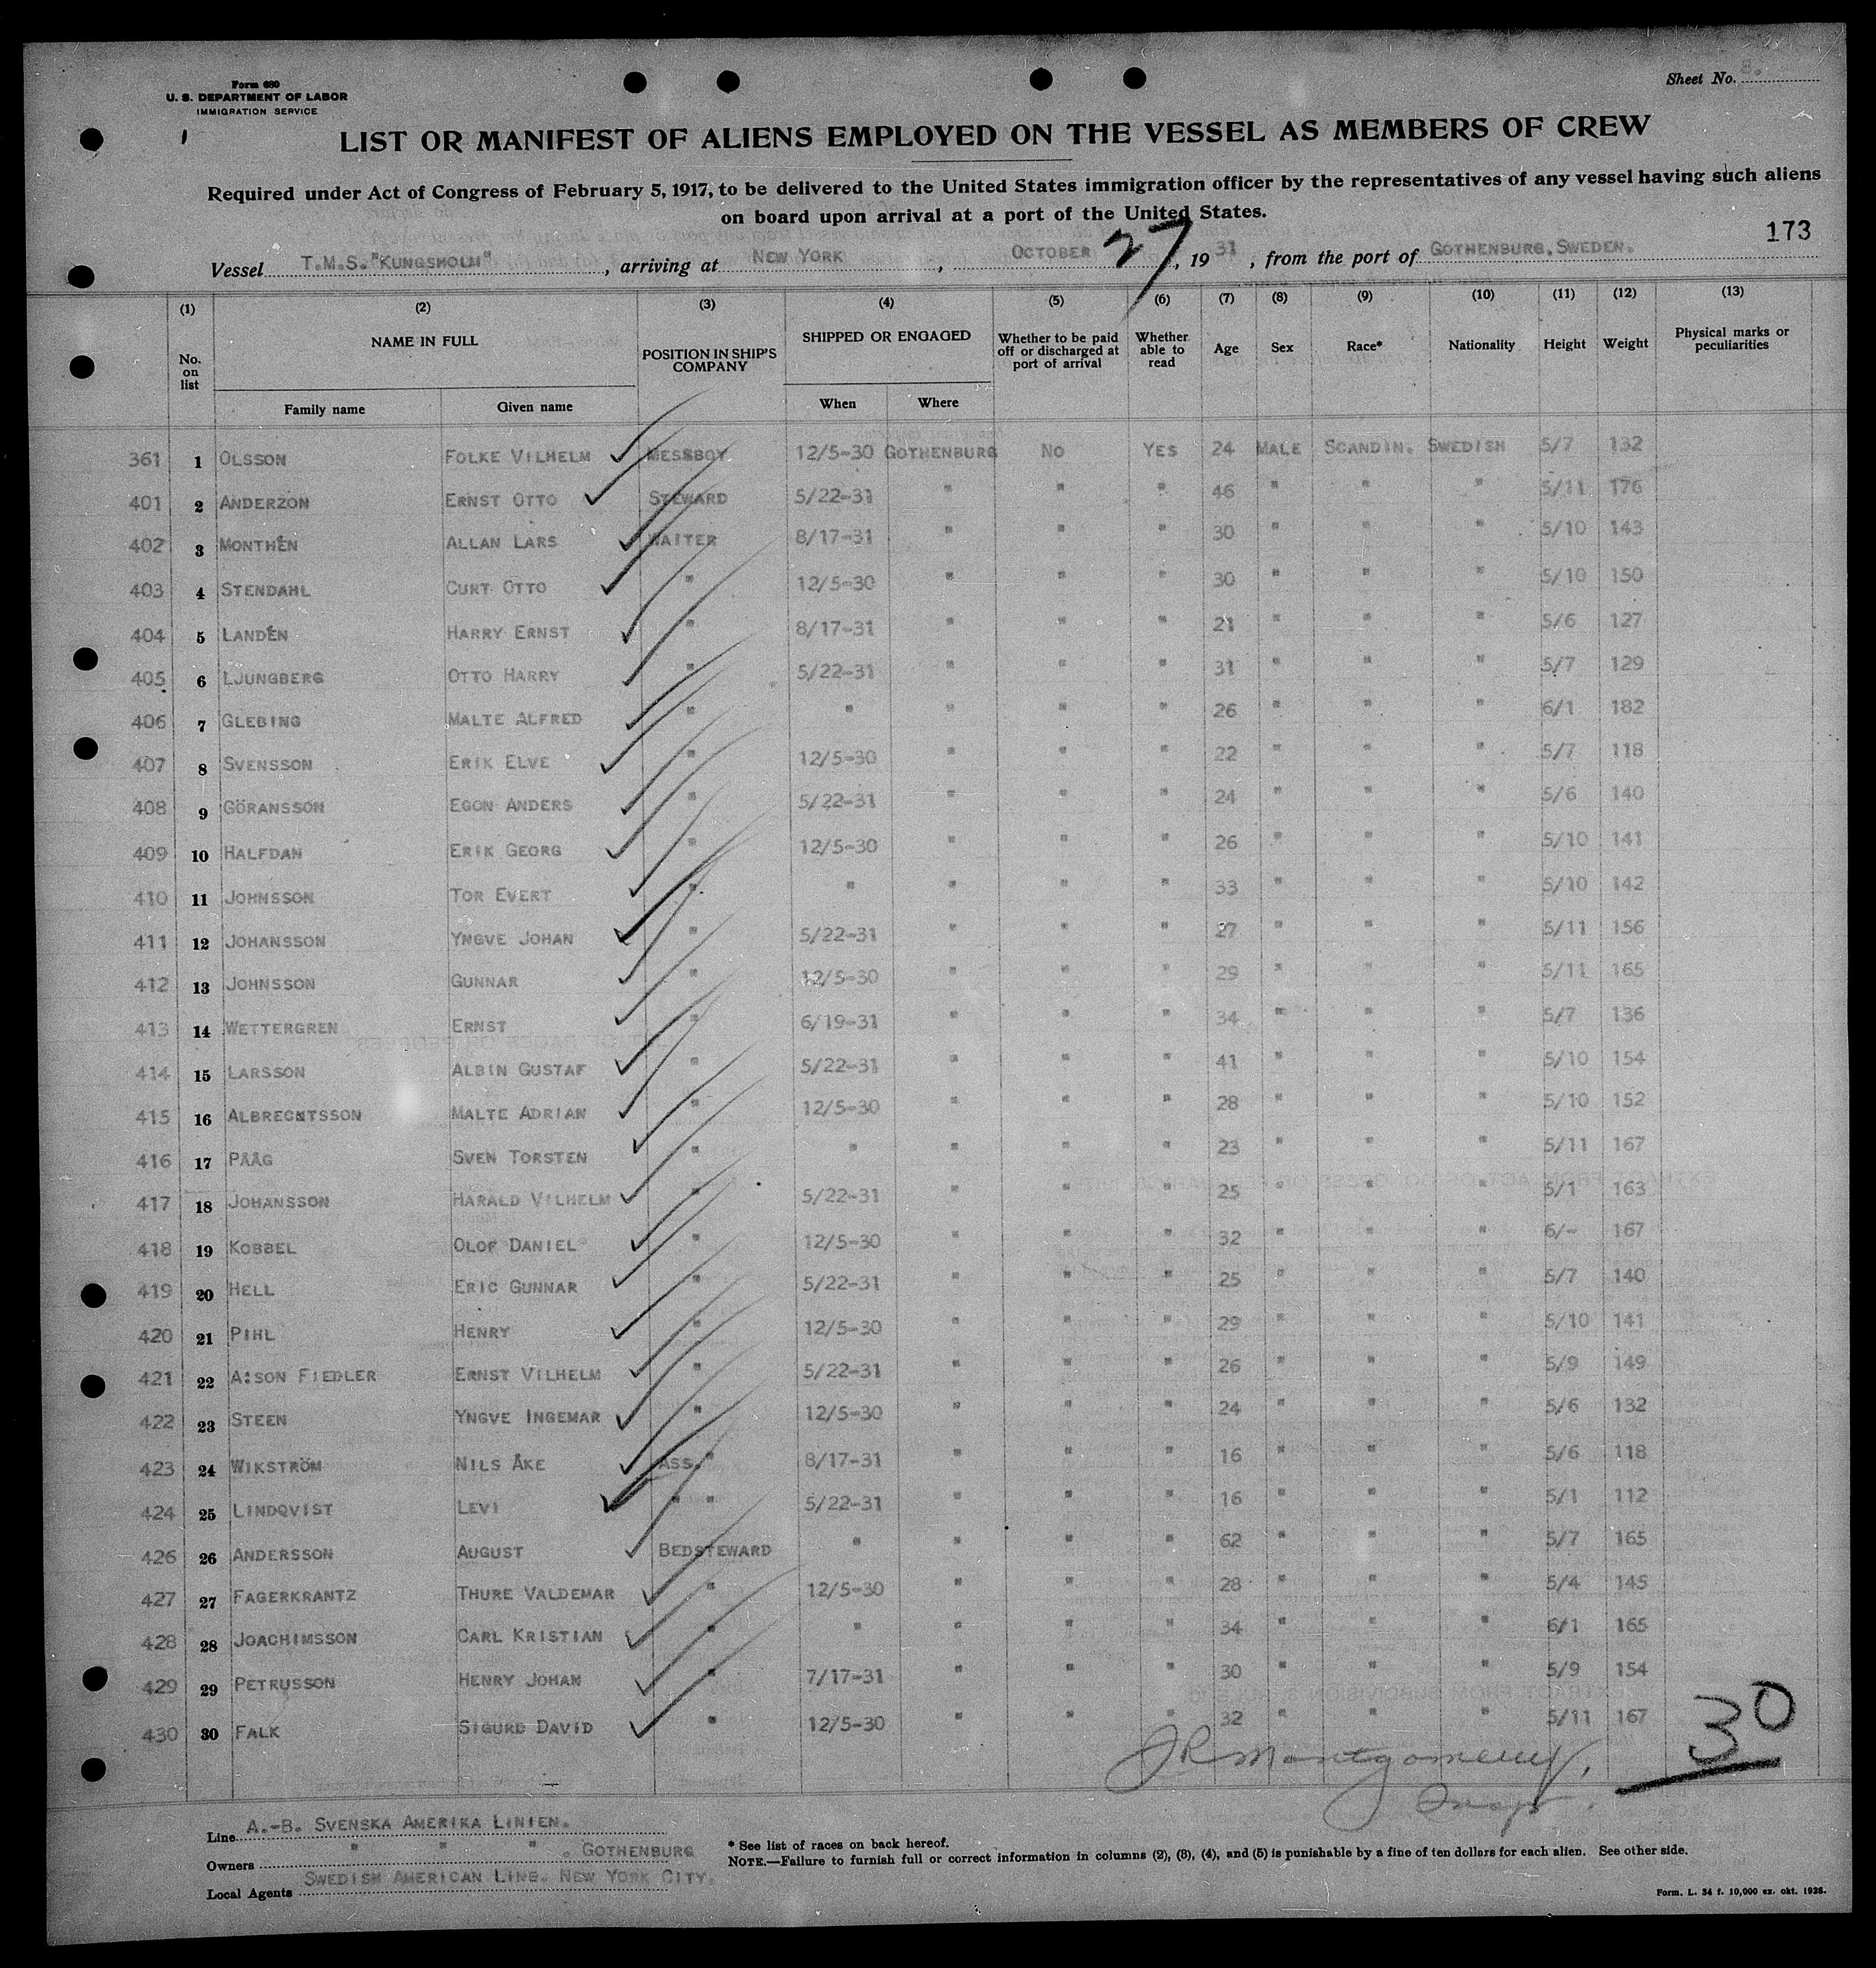 Form 680
U. S. DEPARTMENT OF LABOR
IMMIGRATION SERVICE
Sheet No.
LIST OR MANIFEST OF ALIENS EMPLOYED ON THE VESSEL AS MEMBERS OF CREW
Required under Act of Congress of February 5, 1917, to be delivered to the United States immigration officer by the representatives of any vessel having such aliens
on board upon arrival at a port of the United States.
173
Vessel T.M.S. "KUNGSHOLM", arriving at NEW YORK, OCTOBER 27, 1931, from the port of GOTHENBURG, SWEDEN.
(1) (2) (3) (4) (5) (6) (7) (8) (9) (10) (11) (12) (13)
No. on list NAME IN FULL POSITION IN SHIP'S COMPANY SHIPPED OR ENGAGED Whether to be paid off or discharged at port of arrival Whether able to read Age Sex Race* Nationality Height Weight Physical marks or peculiarities
Family name Given name When Where
361 1 OLSSON FOLKE VILHELM MESSBOY 12/5-30 GOTHENBURG NO YES 24 MALE SCANDIN. SWEDISH 5/7 132
401 2 ANDERZON ERNST OTTO STEWARD 5/22-31 " " " 46 " " " 5/11 176
402 3 MONTHÉN ALLAN LARS WAITER 8/17-31 " " " 30 " " " 5/10 143
403 4 STENDAHL CURT OTTO " 12/5-30 " " " 30 " " " 5/10 150
404 5 LANDÉN HARRY ERNST " 8/17-31 " " " 21 " " " 5/6 127
405 6 LJUNGBERG OTTO HARRY " 5/22-31 " " " 31 " " " 5/7 129
406 7 GLEBING MALTE ALFRED " " " " " 26 " " " 6/1 182
407 8 SVENSSON ERIK ELVE " 12/5-30 " " " 22 " " " 5/7 118
408 9 GÖRANSSON EGON ANDERS " 5/22-31 " " " 24 " " " 5/6 140
409 10 HALFDAN ERIK GEORG " 12/5-30 " " " 26 " " " 5/10 141
410 11 JOHNSSON TOR EVERT " " " " " 33 " " " 5/10 142
411 12 JOHANSSON YNGVE JOHAN " 5/22-31 " " " 27 " " " 5/11 156
412 13 JOHNSSON GUNNAR " 12/5-30 " " " 29 " " " 5/11 165
413 14 WETTERGREN ERNST " 6/19-31 " " " 34 " " " 5/7 136
414 15 LARSSON ALBIN GUSTAF " 5/22-31 " " " 41 " " " 5/10 154
415 16 ALBRECHTSSON MALTE ADRIAN " 12/5-30 " " " 28 " " " 5/10 152
416 17 PÅÅG SVEN TORSTEN " " " " " 23 " " " 5/11 167
417 18 JOHANSSON HARALD VILHELM " 5/22-31 " " " 25 " " " 5/1 163
418 19 KOBBEL OLOF DANIEL " 12/5-30 " " " 32 " " " 6/- 167
419 20 HELL ERIC GUNNAR " 5/22-31 " " " 25 " " " 5/7 140
420 21 PIHL HENRY " 12/5-30 " " " 29 " " " 5/10 141
421 22 A:SON FIEDLER ERNST VILHELM " 5/22-31 " " " 26 " " " 5/9 149
422 23 STEEN YNGVE INGEMAR " 12/5-30 " " " 24 " " " 5/6 132
423 24 WIKSTRÖM NILS ÅKE ASS. " 8/17-31 " " " 16 " " " 5/6 118
424 25 LINDQVIST LEVI " " 5/22-31 " " " 16 " " " 5/1 112
426 26 ANDERSSON AUGUST BEDSTEWARD " " " " 62 " " " 5/7 165
427 27 FAGERKRANTZ THURE VALDEMAR " 12/5-30 " " " 28 " " " 5/4 145
428 28 JOACHIMSSON CARL KRISTIAN " " " " " 34 " " " 6/1 165
429 29 PETRUSSON HENRY JOHAN " 7/17-31 " " " 30 " " " 5/9 154
430 30 FALK SIGURD DAVID " 12/5-30 " " " 32 " " " 5/11 167
30
JR Montgomery,
Insp.
Line A.-B. SVENSKA AMERIKA LINIEN.
Owners " " " . GOTHENBURG
Local Agents SWEDISH AMERICAN LINE. NEW YORK CITY.
* See list of races on back hereof.
NOTE.—Failure to furnish full or correct information in columns (2), (3), (4), and (5) is punishable by a fine of ten dollars for each alien. See other side.
Form. L. 34 f. 10,000 ex. okt. 1928.